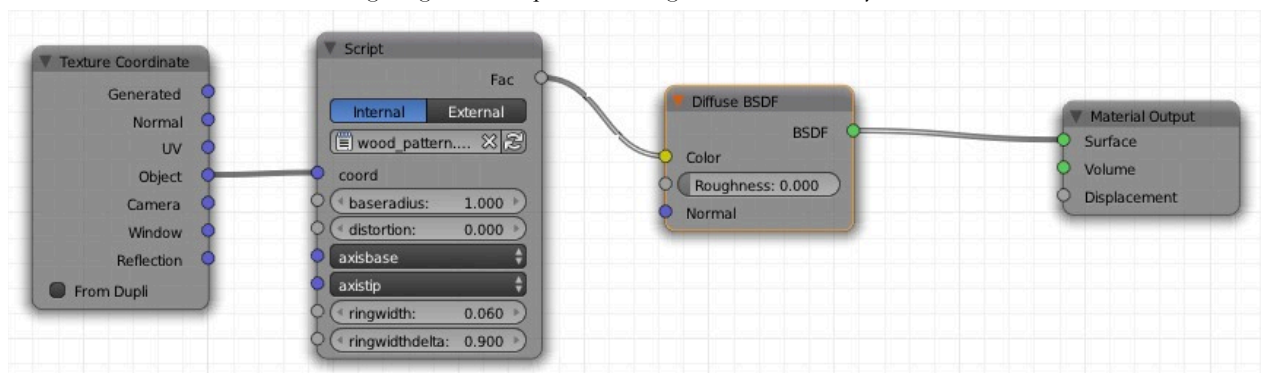 Texture Coordinate
Generated
Normal
UV
Object
Camera
Window
Reflection
From Dupli
Script
Fac
Internal External
wood_pattern....
coord
baseradius: 1.000
distortion: 0.000
axisbase
axistip
ringwidth: 0.060
ringwidthdelta: 0.900
Diffuse BSDF
BSDF
Color
Roughness: 0.000
Normal
Material Output
Surface
Volume
Displacement